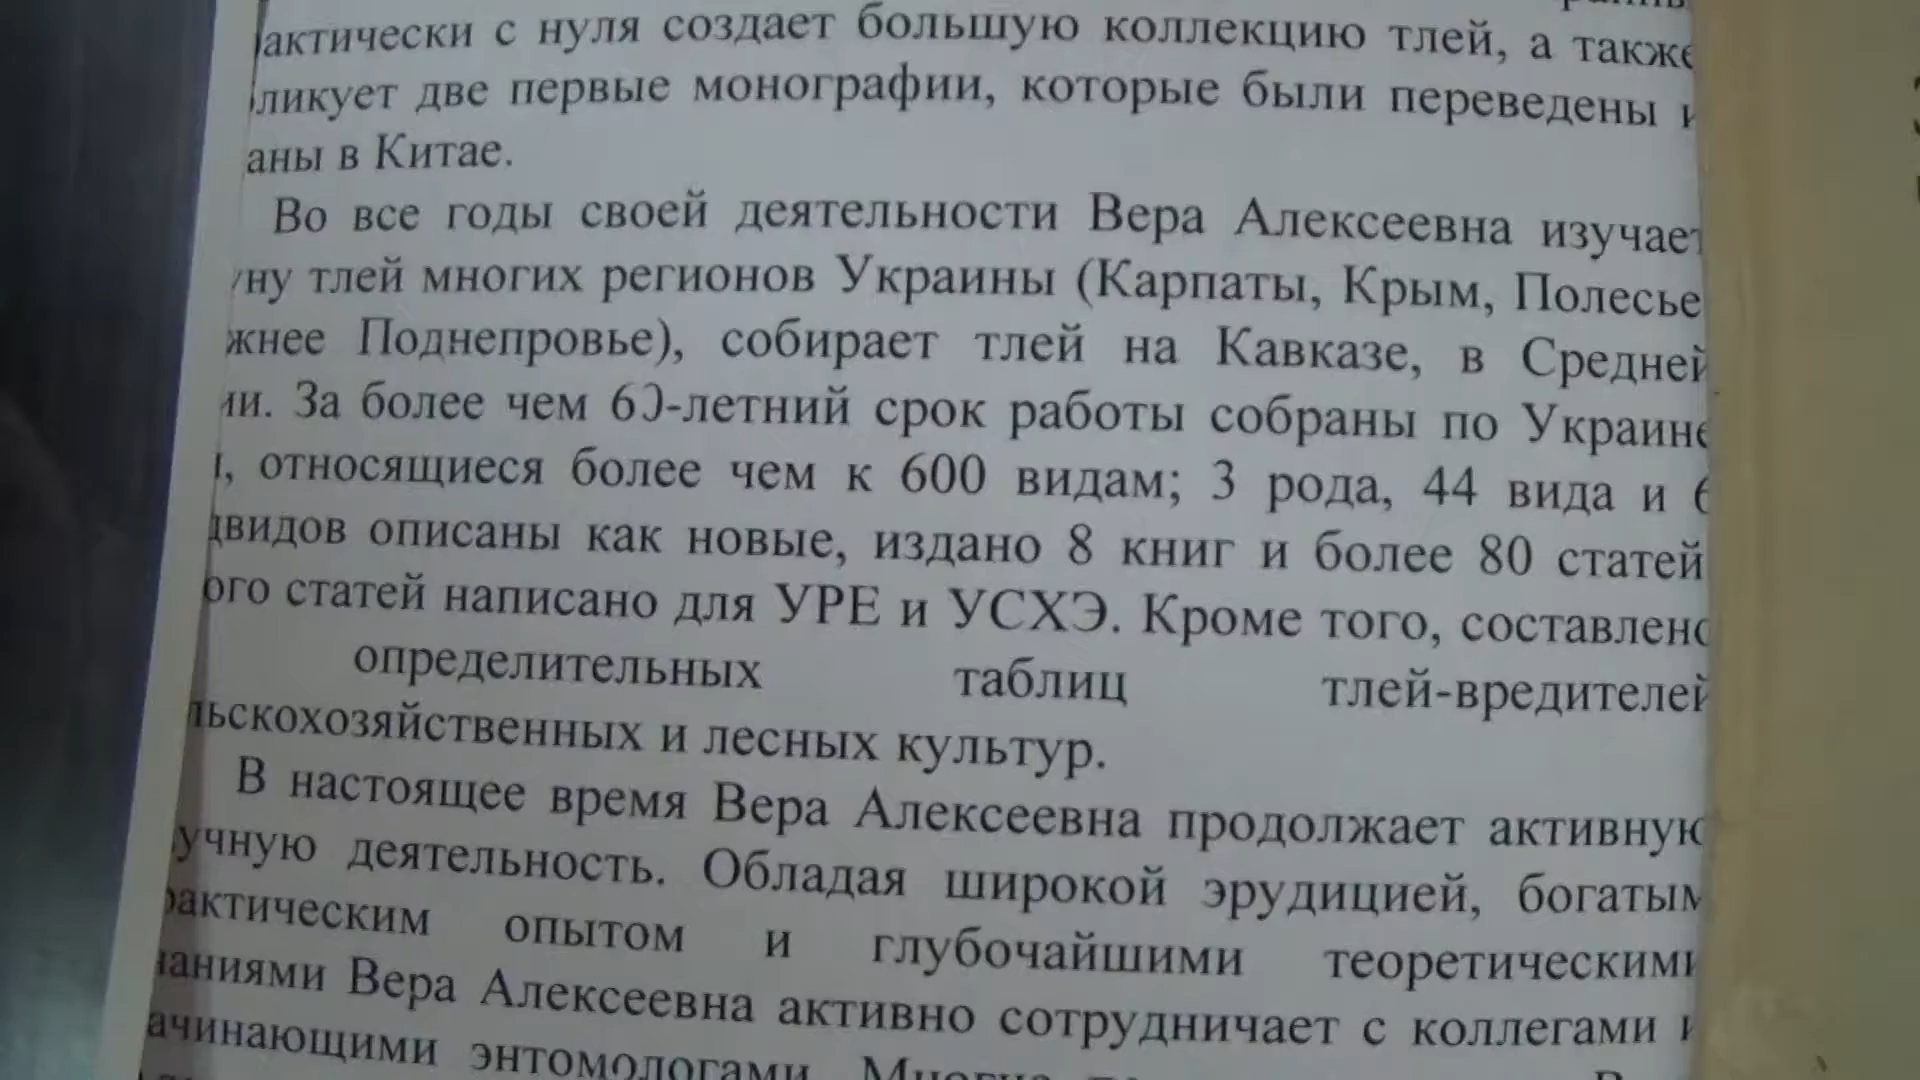 актически с нуля создает большую коллекцию тлей, а также
ликует две первые монографии, которые были переведены и
аны в Китае.
Во все годы своей деятельности Вера Алексеевна изучает
уну тлей многих регионов Украины (Карпаты, Крым, Полесье
жнее Поднепровье), собирает тлей на Кавказе, в Средней
ии. За более чем 60-летний срок работы собраны по Украине
, относящиеся более чем к 600 видам; 3 рода, 44 вида и 6
двидов описаны как новые, издано 8 книг и более 80 статей
ого статей написано для УРЕ и УСХЭ. Кроме того, составлено
определительных таблиц тлей-вредителей
льскохозяйственных и лесных культур.
В настоящее время Вера Алексеевна продолжает активную
учную деятельность. Обладая широкой эрудицией, богатым
рактическим опытом и глубочайшими теоретическими
наниями Вера Алексеевна активно сотрудничает с коллегами и
ачинающими энтомологами.